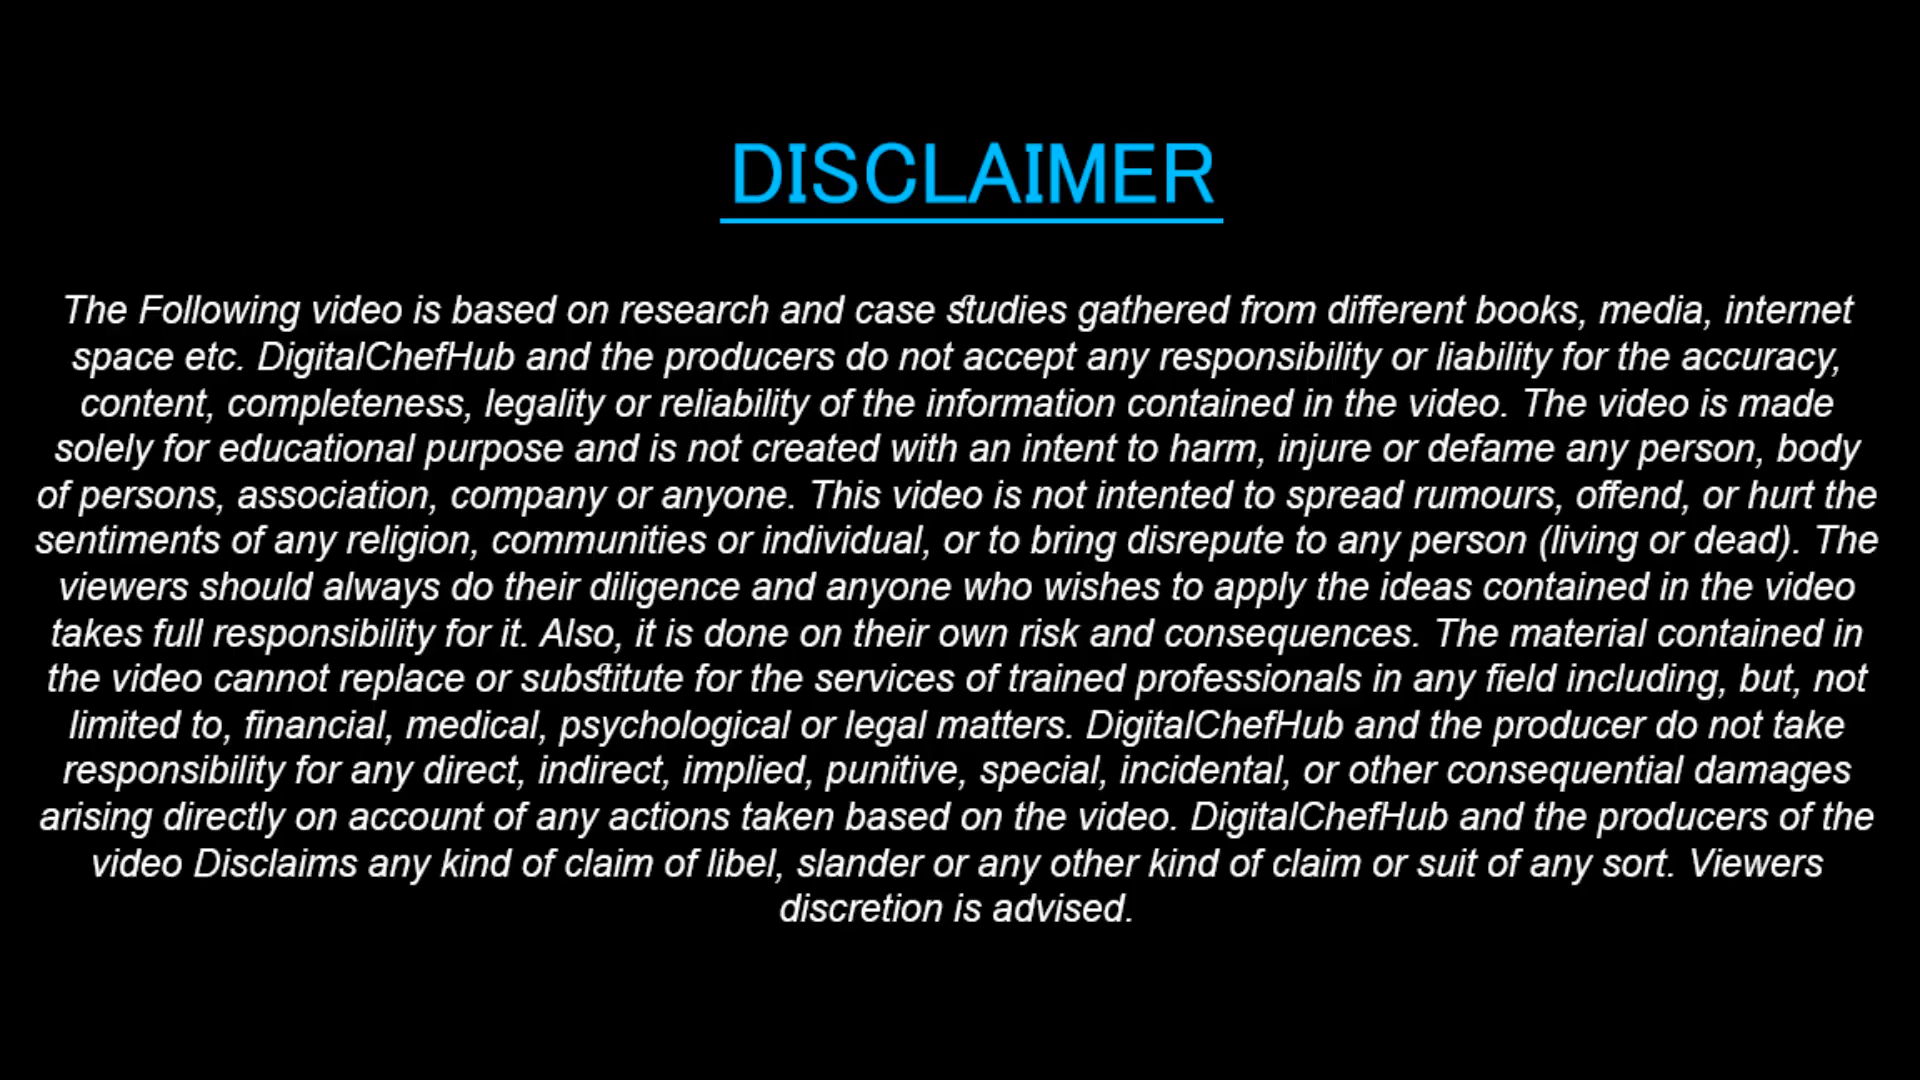 DISCLAIMER
The Following video is based on research and case studies gathered from different books, media, internet
space etc. DigitalChefHub and the producers do not accept any responsibility or liability for the accuracy,
content, completeness, legality or reliability of the information contained in the video. The video is made
solely for educational purpose and is not created with an intent to harm, injure or defame any person, body
of persons, association, company or anyone. This video is not intented to spread rumours, offend, or hurt the
sentiments of any religion, communities or individual, or to bring disrepute to any person (living or dead). The
viewers should always do their diligence and anyone who wishes to apply the ideas contained in the video
takes full responsibility for it. Also, it is done on their own risk and consequences. The material contained in
the video cannot replace or substitute for the services of trained professionals in any field including, but, not
limited to, financial, medical, psychological or legal matters. DigitalChefHub and the producer do not take
responsibility for any direct, indirect, implied, punitive, special, incidental, or other consequential damages
arising directly on account of any actions taken based on the video. DigitalChefHub and the producers of the
video Disclaims any kind of claim of libel, slander or any other kind of claim or suit of any sort. Viewers
discretion is advised.